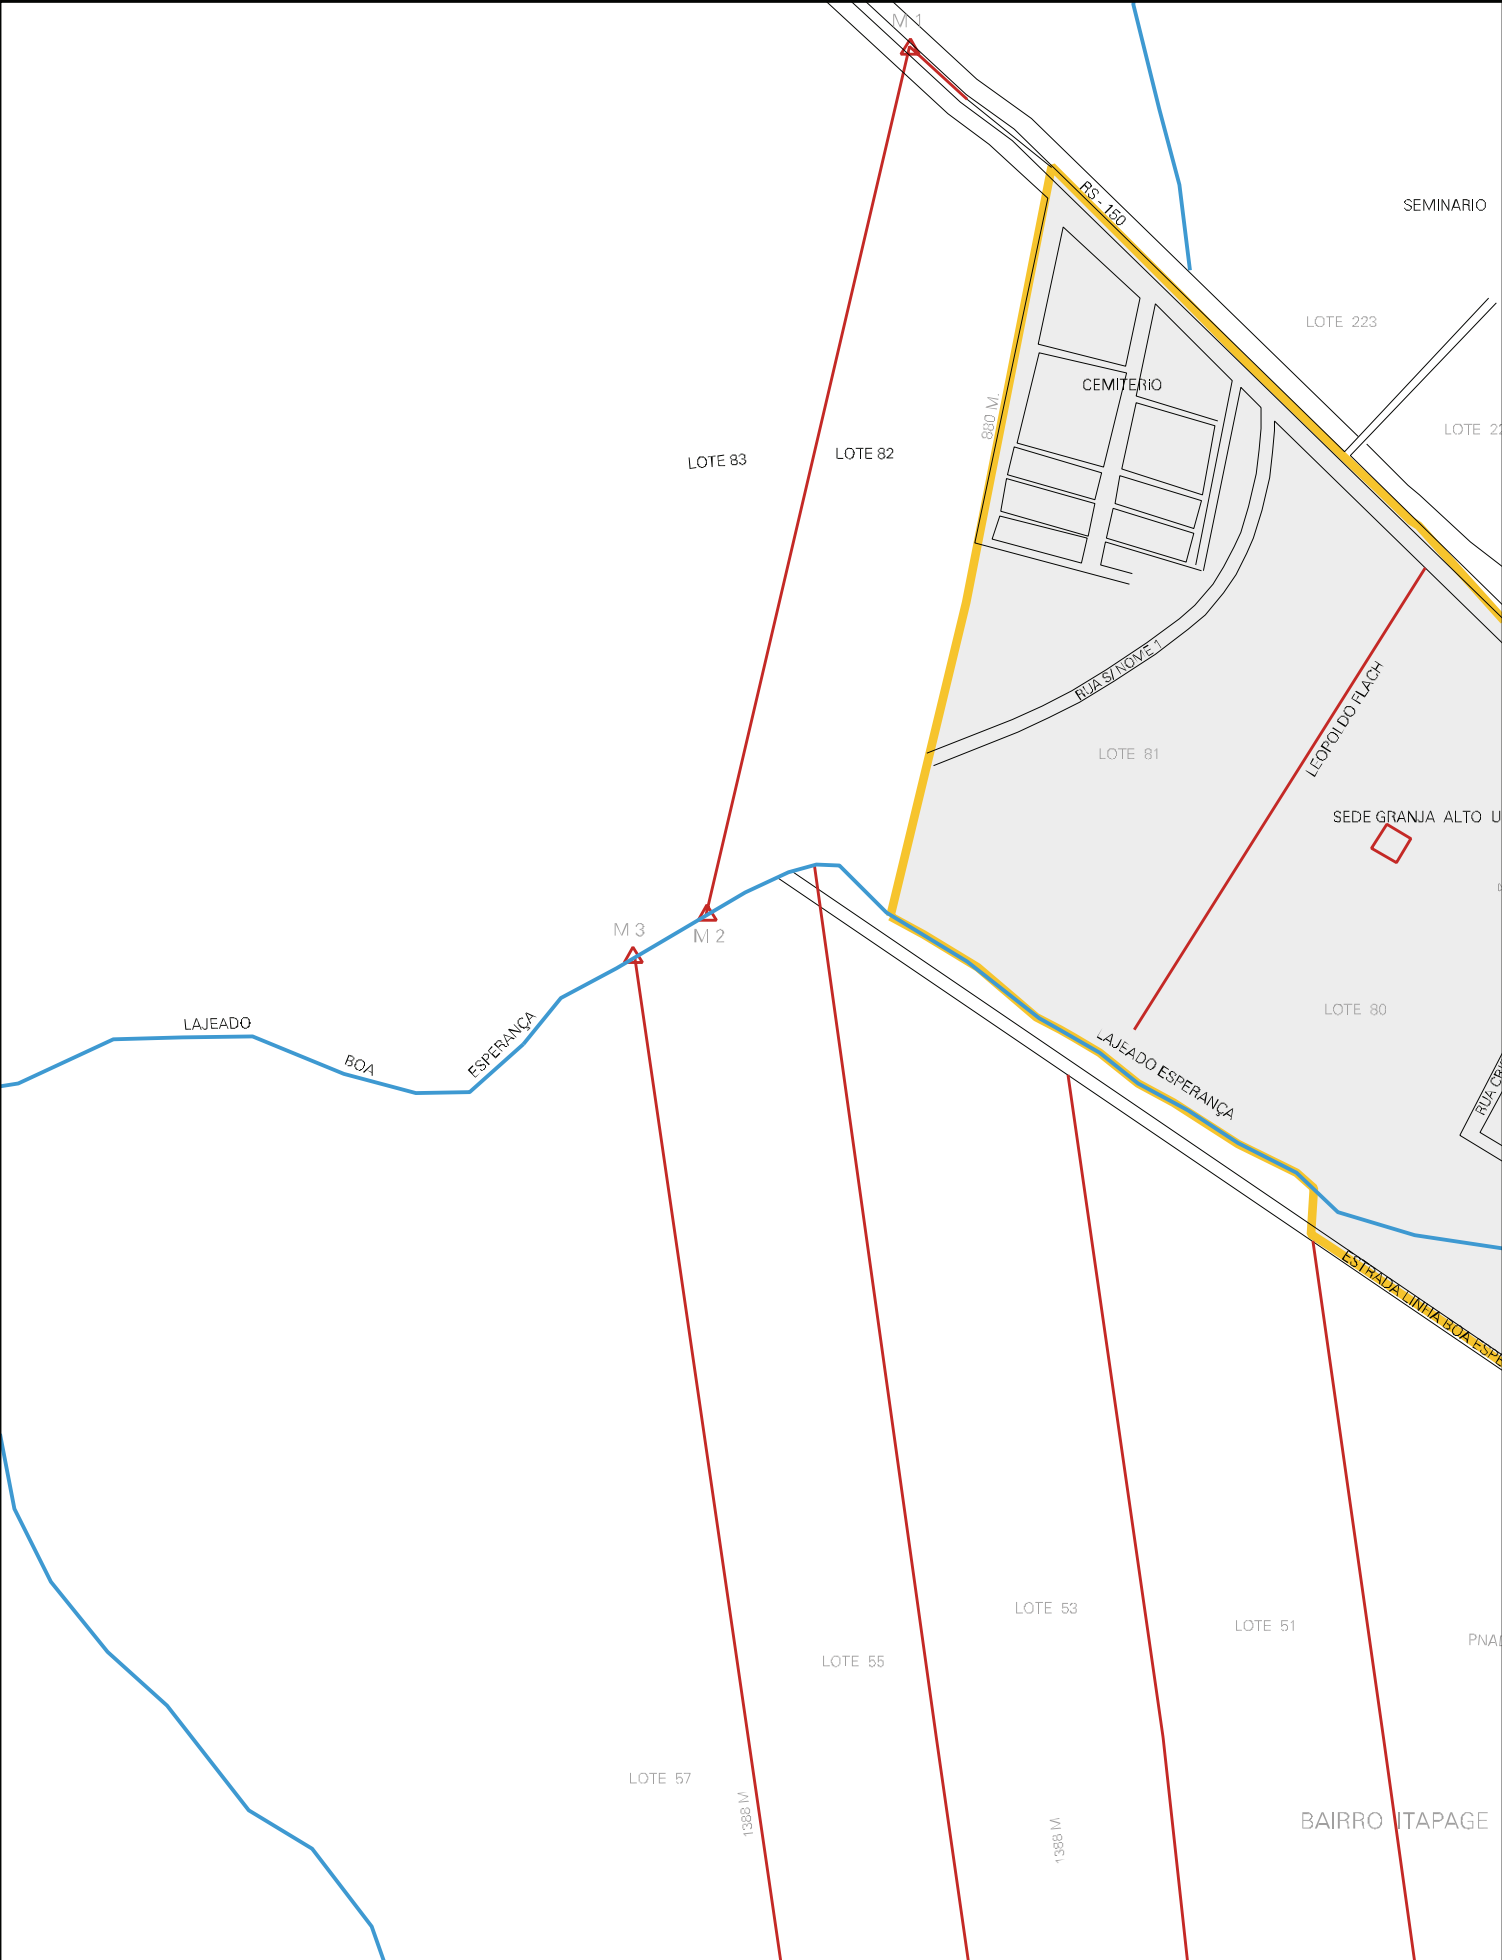 M 1
RS - 150
SEMINARIO
LOTE 223
CEMITERiO
880 M.
LOTE 83
LOTE 82
RUA S/ NOME 1
LOTE 81
LEOPOLDO FLACH
SEDE GRANJA ALTO U
M 3
M 2
LOTE 80
LAJEADO
BOA
ESPERANÇA
LAJEADO ESPERANÇA
ESTRADA LINHA BOA ESPE
LOTE 53
LOTE 51
LOTE 55
LOTE 57
1388 M
1388 M
BAIRRO ITAPAGE